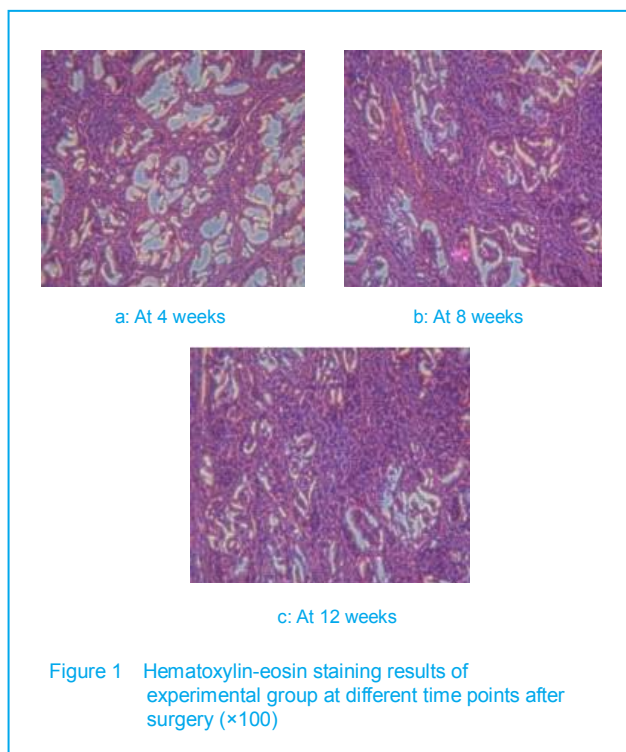 a: At 4 weeks
b: At 8 weeks
c: At 12 weeks
Figure 1 Hematoxylin-eosin staining results of
experimental group at different time points after
surgery (×100)